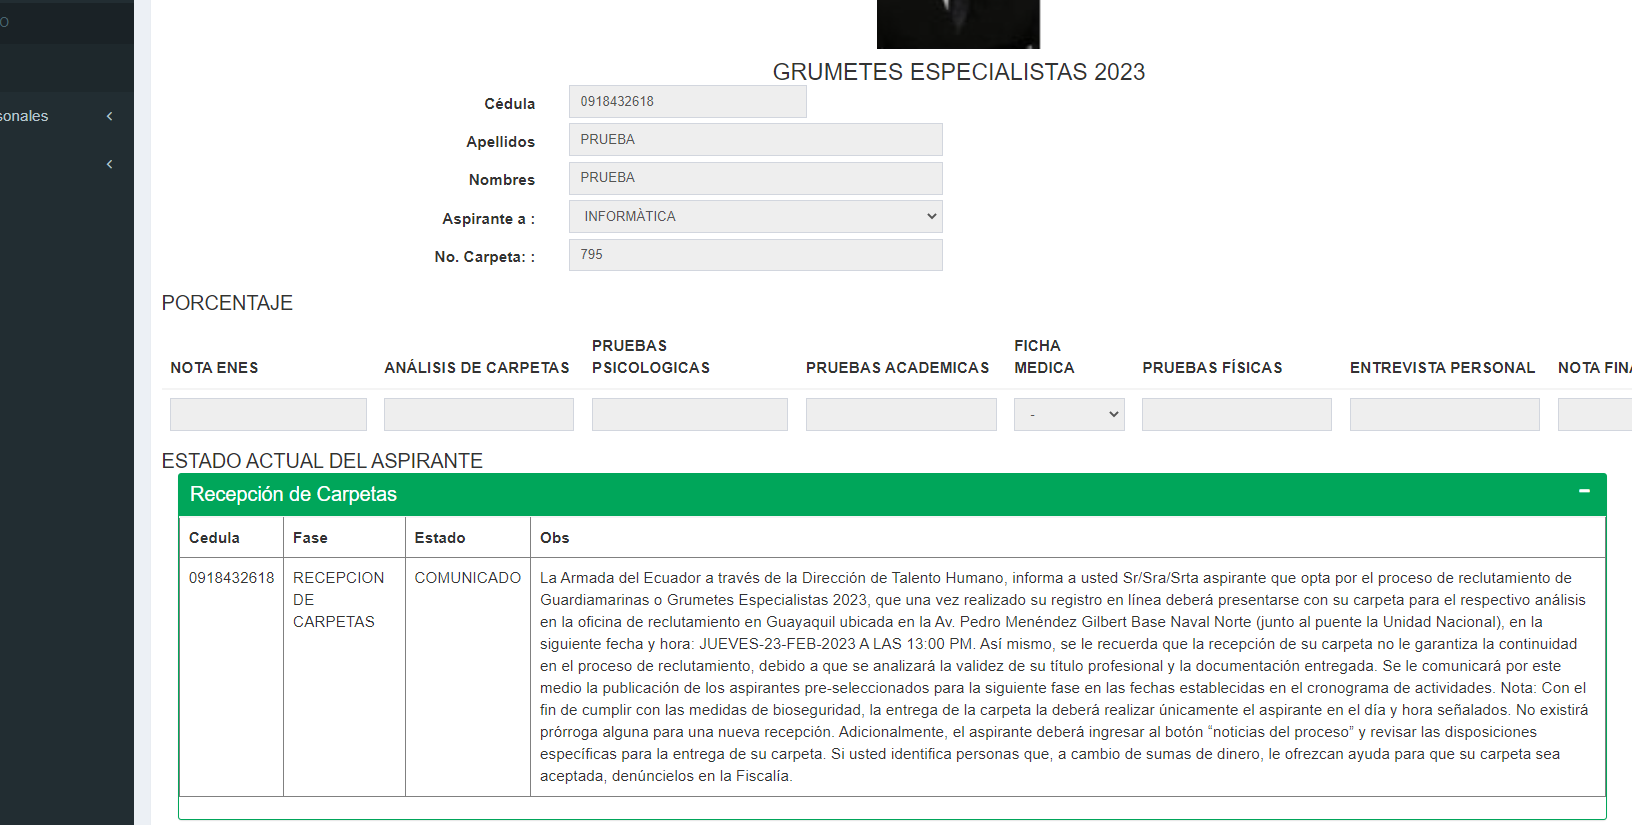 O
sonales
GRUMETES ESPECIALISTAS 2023
Cédula 0918432618
Apellidos PRUEBA
Nombres PRUEBA
Aspirante a : INFORMÀTICA
No. Carpeta: : 795
PORCENTAJE
NOTA ENES ANÁLISIS DE CARPETAS PRUEBAS PSICOLOGICAS PRUEBAS ACADEMICAS FICHA MEDICA PRUEBAS FÍSICAS ENTREVISTA PERSONAL NOTA FINA
-
ESTADO ACTUAL DEL ASPIRANTE
Recepción de Carpetas
Cedula Fase Estado Obs
0918432618 RECEPCION DE CARPETAS COMUNICADO
La Armada del Ecuador a través de la Dirección de Talento Humano, informa a usted Sr/Sra/Srta aspirante que opta por el proceso de reclutamiento de
Guardiamarinas o Grumetes Especialistas 2023, que una vez realizado su registro en línea deberá presentarse con su carpeta para el respectivo análisis
en la oficina de reclutamiento en Guayaquil ubicada en la Av. Pedro Menéndez Gilbert Base Naval Norte (junto al puente la Unidad Nacional), en la
siguiente fecha y hora: JUEVES-23-FEB-2023 A LAS 13:00 PM. Así mismo, se le recuerda que la recepción de su carpeta no le garantiza la continuidad
en el proceso de reclutamiento, debido a que se analizará la validez de su título profesional y la documentación entregada. Se le comunicará por este
medio la publicación de los aspirantes pre-seleccionados para la siguiente fase en las fechas establecidas en el cronograma de actividades. Nota: Con el
fin de cumplir con las medidas de bioseguridad, la entrega de la carpeta la deberá realizar únicamente el aspirante en el día y hora señalados. No existirá
prórroga alguna para una nueva recepción. Adicionalmente, el aspirante deberá ingresar al botón “noticias del proceso” y revisar las disposiciones
específicas para la entrega de su carpeta. Si usted identifica personas que, a cambio de sumas de dinero, le ofrezcan ayuda para que su carpeta sea
aceptada, denúncielos en la Fiscalía.